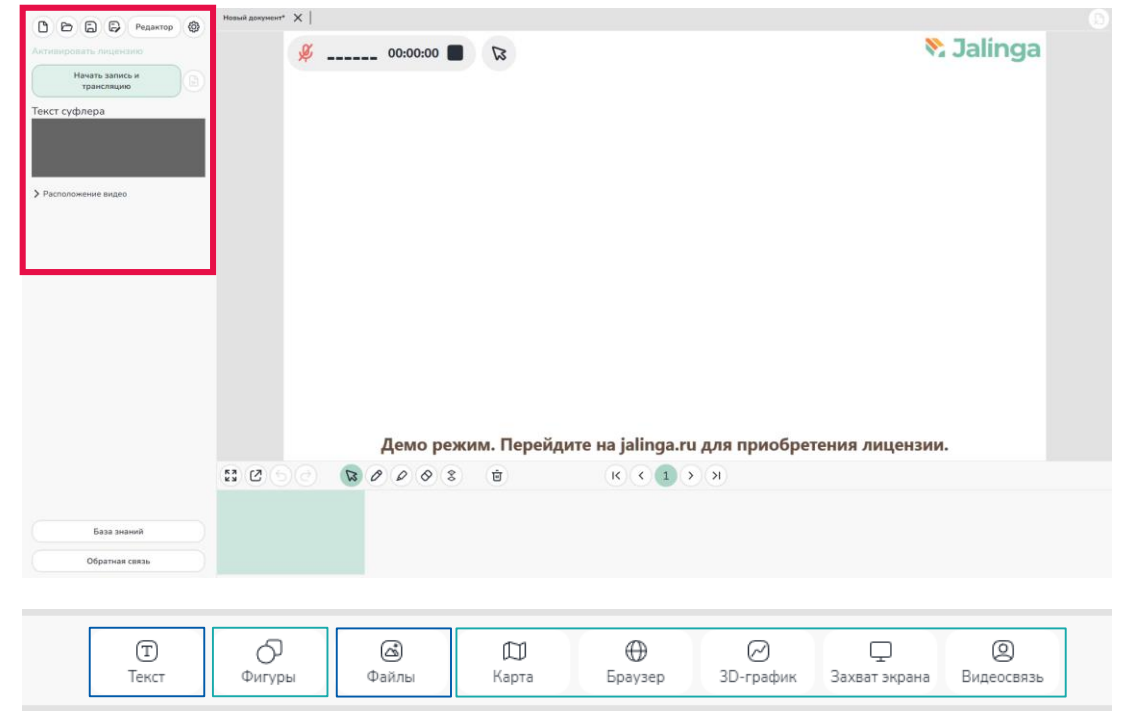 Редактор
Новый документ* X
Активировать лицензию
00:00:00
Jalinga
Начать запись и
трансляцию
Текст суфлера
Расположение видео
Демо режим. Перейдите на jalinga.ru для приобретения лицензии.
1
База знаний
Обратная связь
Текст
Фигуры
Файлы
Карта
Браузер
3D-график
Захват экрана
Видеосвязь